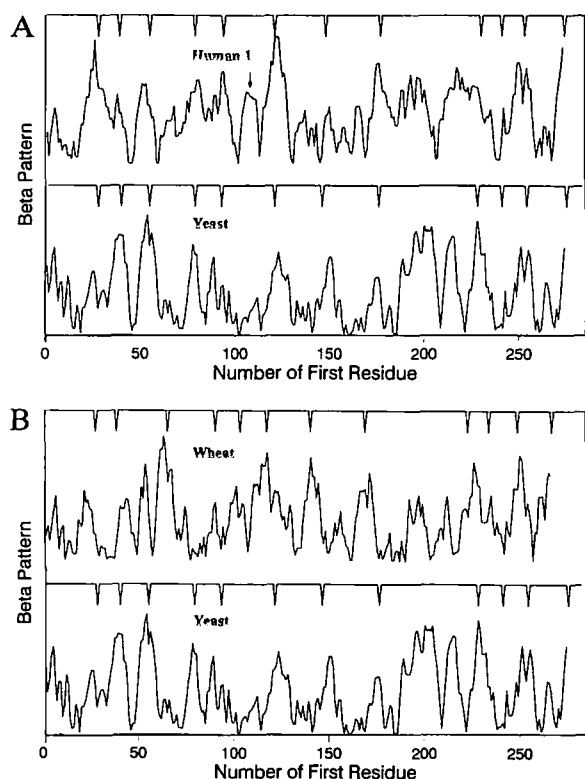 A
Human 1
Beta Pattern
Yeast
0 50 100 150 200 250
Number of First Residue
B
Wheat
Beta Pattern
Yeast
0 50 100 150 200 250
Number of First Residue